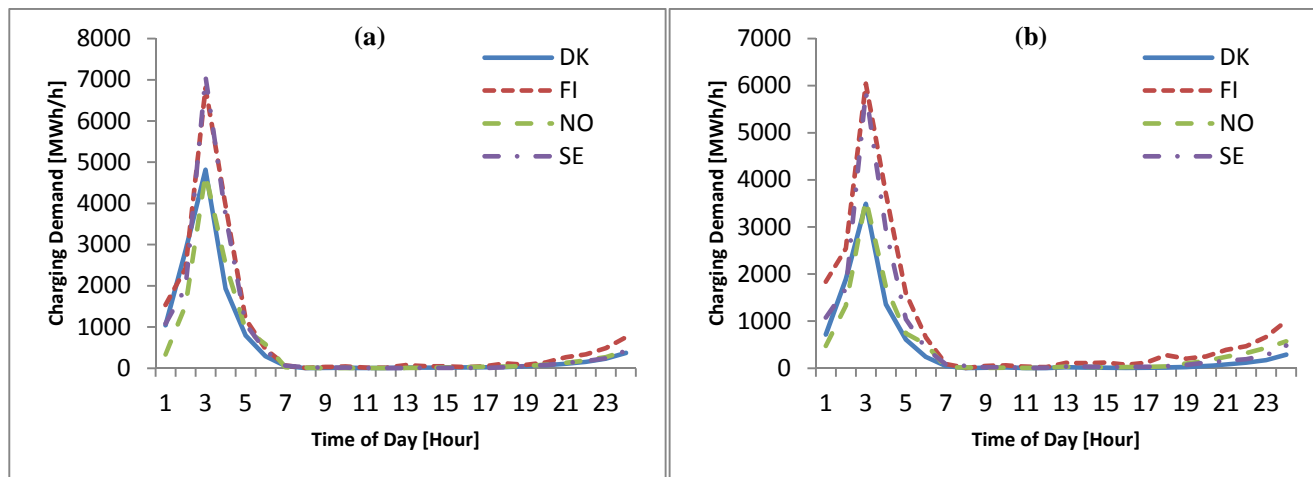 (a)
Charging Demand [MWh/h]
8000
7000
6000
5000
4000
3000
2000
1000
0
DK
FI
NO
SE
1 3 5 7 9 11 13 15 17 19 21 23
Time of Day [Hour]
(b)
Charging Demand [MWh/h]
7000
6000
5000
4000
3000
2000
1000
0
DK
FI
NO
SE
1 3 5 7 9 11 13 15 17 19 21 23
Time of Day [Hour]